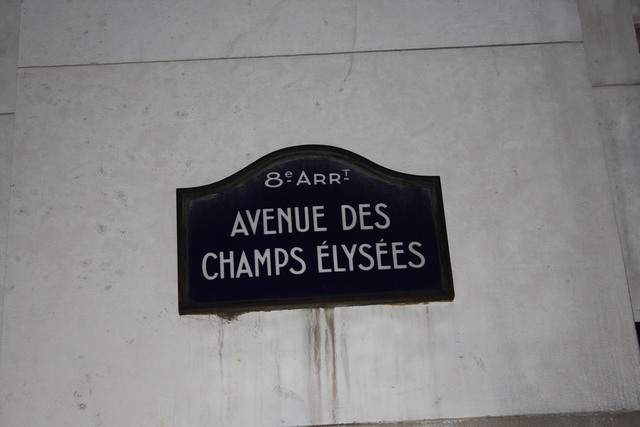 8e Arrt
AVENUE DES
CHAMPS ÉLYSÉES